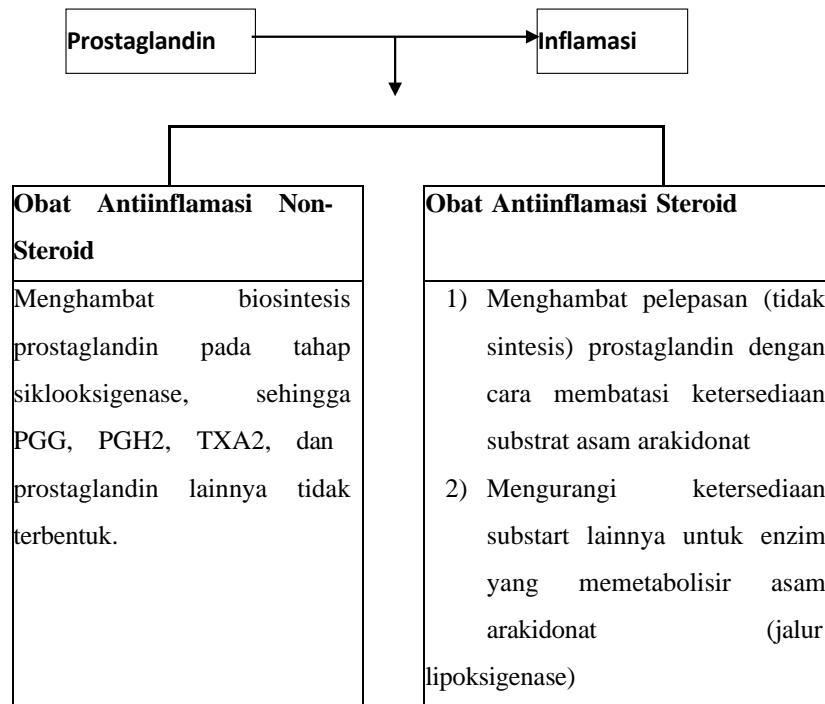 Prostaglandin
Inflamasi
Obat Antiinflamasi Non-
Steroid
Menghambat biosintesis
prostaglandin pada tahap
siklooksigenase, sehingga
PGG, PGH2, TXA2, dan
prostaglandin lainnya tidak
terbentuk.
Obat Antiinflamasi Steroid
1) Menghambat pelepasan (tidak
sintesis) prostaglandin dengan
cara membatasi ketersediaan
substrat asam arakidonat
2) Mengurangi ketersediaan
substart lainnya untuk enzim
yang memetabolisir asam
arakidonat (jalur
lipoksigenase)